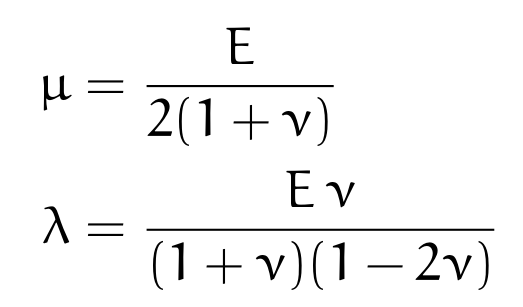 μ = E / 2(1 + ν)
λ = E ν / (1 + ν)(1 − 2ν)